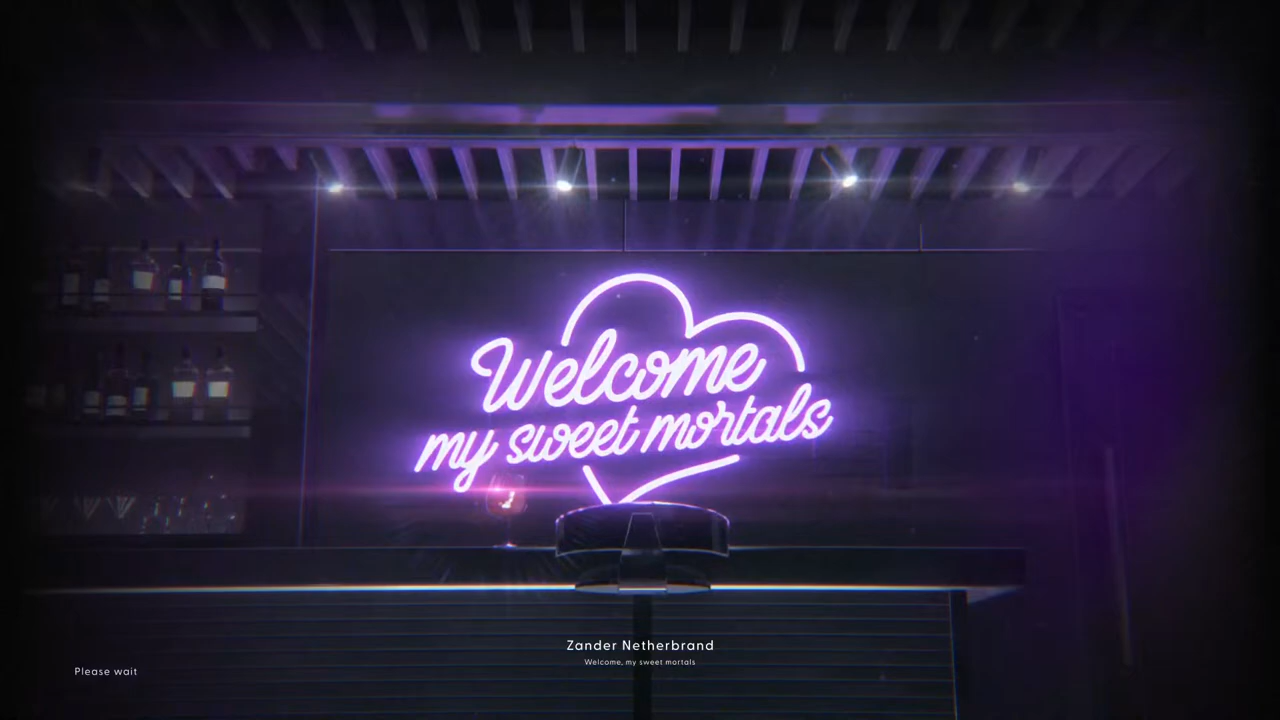 Welcome
my sweet mortals
Zander Netherbrand
Welcome, my sweet mortals
Please wait